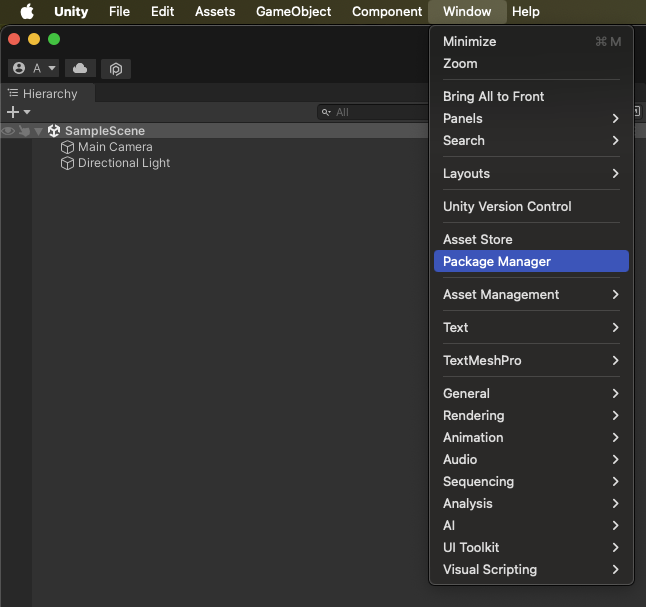 Unity File Edit Assets GameObject Component Window Help
A
Hierarchy
All
SampleScene
Main Camera
Directional Light
Minimize ⌘ M
Zoom
Bring All to Front
Panels
Search
Layouts
Unity Version Control
Asset Store
Package Manager
Asset Management
Text
TextMeshPro
General
Rendering
Animation
Audio
Sequencing
Analysis
AI
UI Toolkit
Visual Scripting